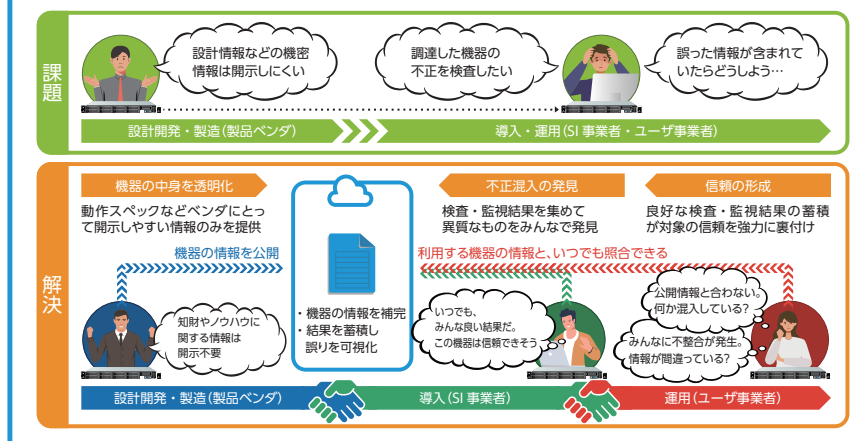 課題
設計情報などの機密
情報は開示しにくい
調達した機器の
不正を検査したい
誤った情報が含まれて
いたらどうしよう…
設計開発・製造（製品ベンダ）
導入・運用（SI 事業者・ユーザ事業者）
解決
機器の中身を透明化
動作スペックなどベンダにとっ
て開示しやすい情報のみを提供
機器の情報を公開
知財やノウハウに
関する情報は
開示不要
・機器の情報を補完
・結果を蓄積し
誤りを可視化
不正混入の発見
検査・監視結果を集めて
異質なものをみんなで発見
信頼の形成
良好な検査・監視結果の蓄積
が対象の信頼を強力に裏付け
利用する機器の情報と、いつでも照合できる
いつでも、
みんな良い結果だ。
この機器は信頼できそう
公開情報と合わない。
何か混入している?
みんなに不整合が発生。
情報が間違っている?
設計開発・製造（製品ベンダ）
導入（SI 事業者）
運用（ユーザ事業者）